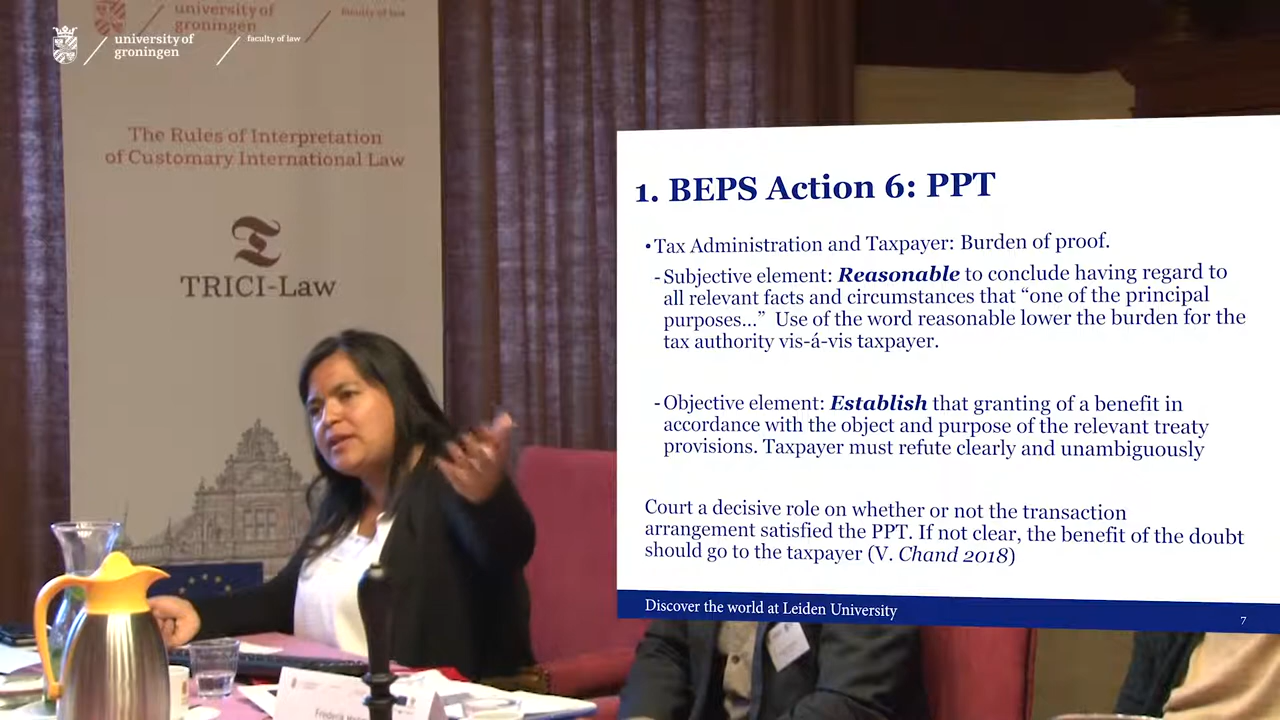 university of
groningen
faculty of law
university of
groningen
faculty of law
The Rules of Interpretation
of Customary International Law
TRICI-Law
1. BEPS Action 6: PPT
•Tax Administration and Taxpayer: Burden of proof.
-Subjective element: Reasonable to conclude having regard to
all relevant facts and circumstances that “one of the principal
purposes...” Use of the word reasonable lower the burden for the
tax authority vis-á-vis taxpayer.
-Objective element: Establish that granting of a benefit in
accordance with the object and purpose of the relevant treaty
provisions. Taxpayer must refute clearly and unambiguously
Court a decisive role on whether or not the transaction
arrangement satisfied the PPT. If not clear, the benefit of the doubt
should go to the taxpayer (V. Chand 2018)
Discover the world at Leiden University
7
Frederik